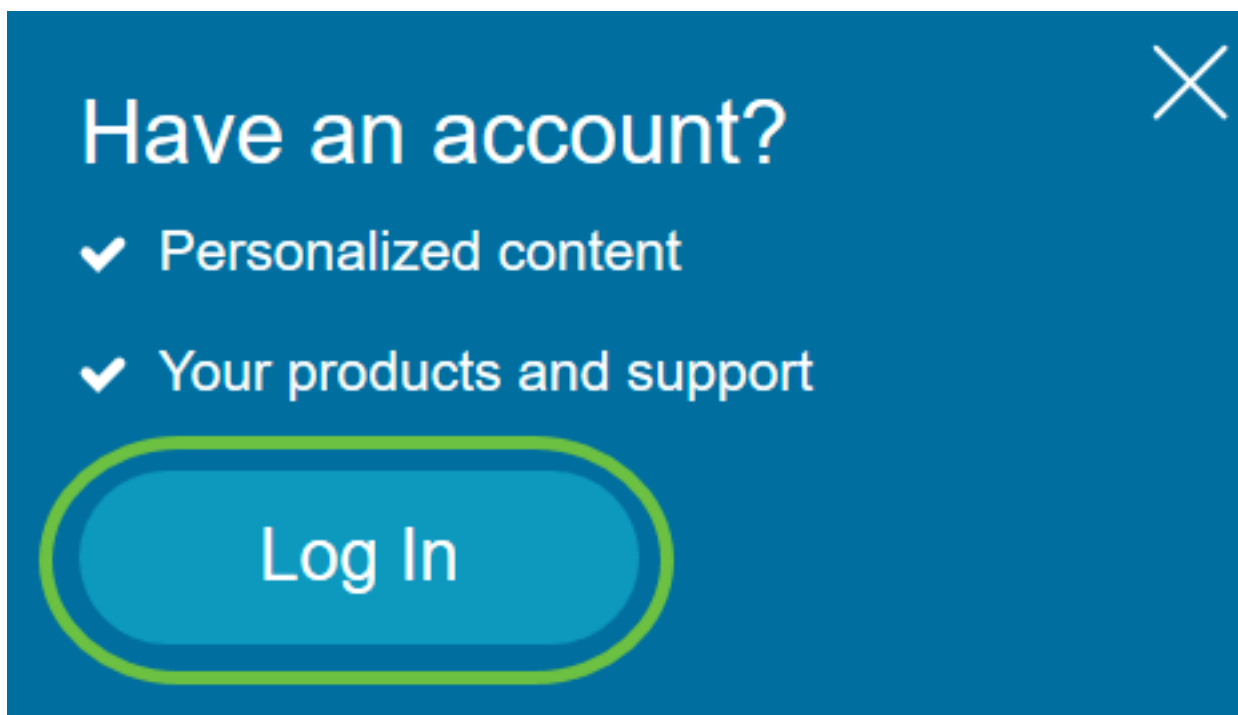 Have an account?
Personalized content
Your products and support
Log In